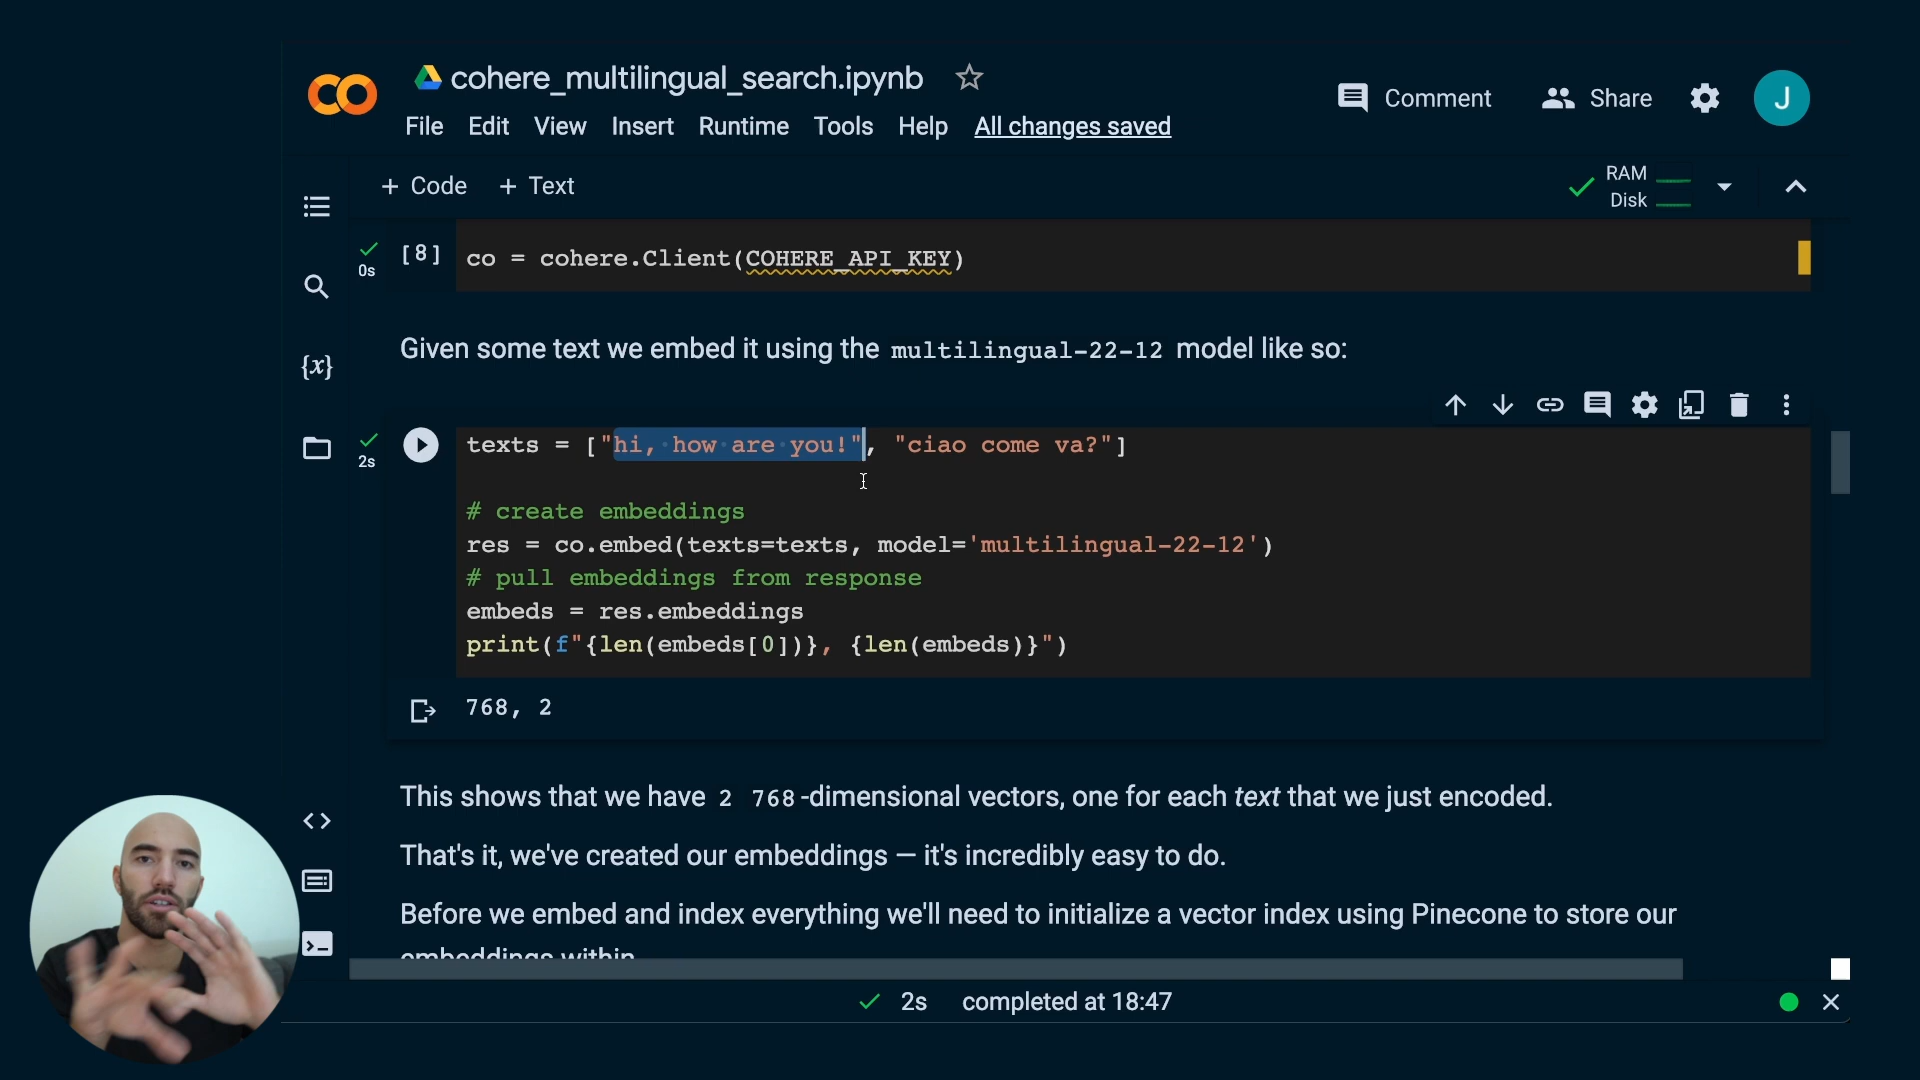 cohere_multilingual_search.ipynb
Comment
Share
J
File Edit View Insert Runtime Tools Help All changes saved
+ Code + Text
RAM
Disk
0s
[8]
co = cohere.Client(COHERE_API_KEY)
Given some text we embed it using the multilingual-22-12 model like so:
{x}
2s
texts = ["hi, how are you!", "ciao come va?"]
# create embeddings
res = co.embed(texts=texts, model='multilingual-22-12')
# pull embeddings from response
embeds = res.embeddings
print(f"{len(embeds[0])}, {len(embeds)}")
768, 2
This shows that we have 2 768-dimensional vectors, one for each text that we just encoded.
That's it, we've created our embeddings — it's incredibly easy to do.
Before we embed and index everything we'll need to initialize a vector index using Pinecone to store our
embeddings within
2s completed at 18:47